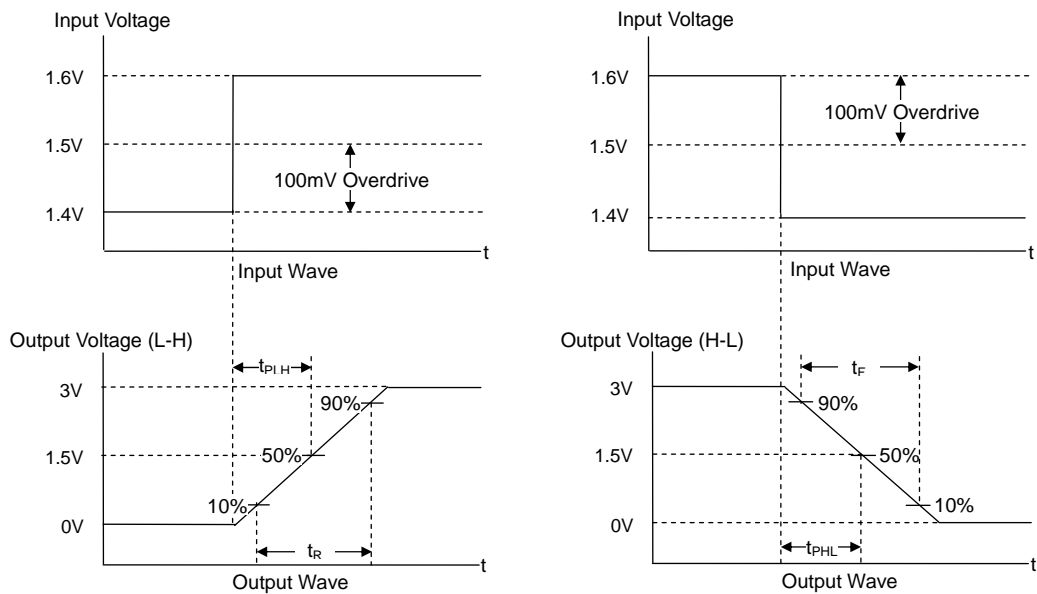 Input Voltage
1.6V
1.5V
100mV Overdrive
1.4V
t
Input Wave
Input Voltage
1.6V
100mV Overdrive
1.5V
1.4V
t
Input Wave
Output Voltage (L-H)
tPLH
3V
90%
1.5V
50%
10%
0V
tR
t
Output Wave
Output Voltage (H-L)
tF
3V
90%
1.5V
50%
10%
0V
tPHL
t
Output Wave